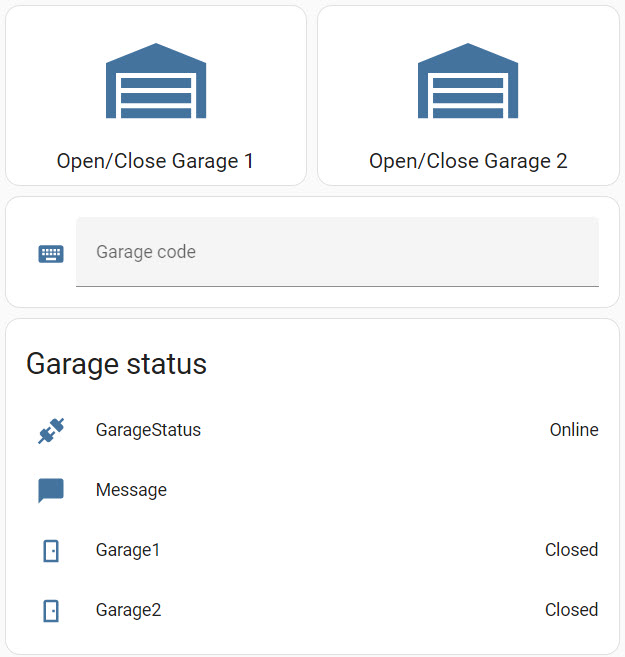 Open/Close Garage 1
Open/Close Garage 2
Garage code
Garage status
GarageStatus Online
Message
Garage1 Closed
Garage2 Closed